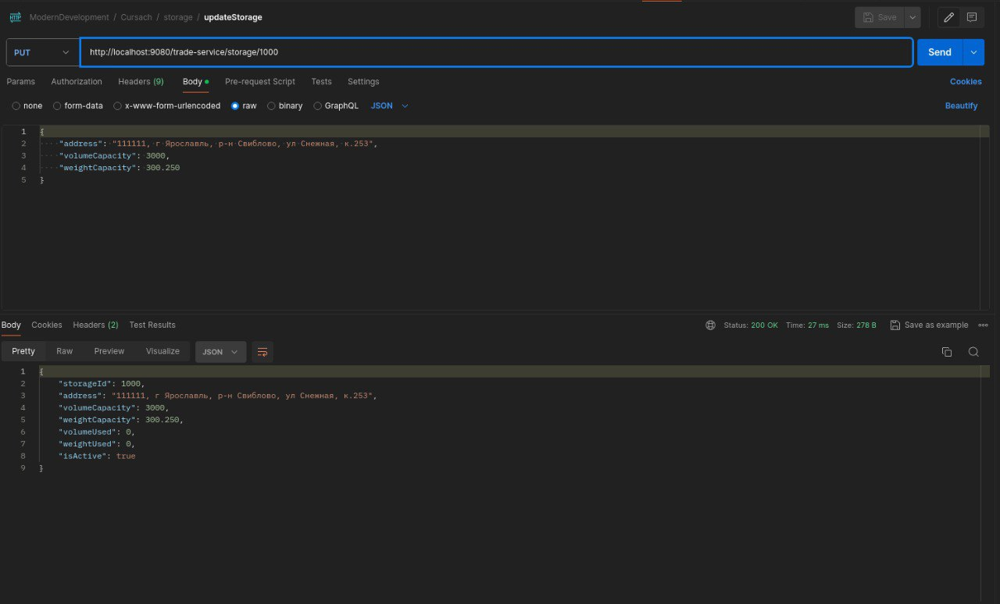 HTTP ModernDevelopment / Cursach / storage / updateStorage Save
PUT http://localhost:9080/trade-service/storage/1000 Send
Params Authorization Headers (9) Body Pre-request Script Tests Settings Cookies
none form-data x-www-form-urlencoded raw binary GraphQL JSON Beautify
1 {
2 "address": "111111, г Ярославль, р-н Свиблово, ул Снежная, к.253",
3 "volumeCapacity": 3000,
4 "weightCapacity": 300.250
5 }
Body Cookies Headers (2) Test Results Status: 200 OK Time: 27 ms Size: 278 B Save as example
Pretty Raw Preview Visualize JSON
1 {
2 "storageId": 1000,
3 "address": "111111, г Ярославль, р-н Свиблово, ул Снежная, к.253",
4 "volumeCapacity": 3000,
5 "weightCapacity": 300.250,
6 "volumeUsed": 0,
7 "weightUsed": 0,
8 "isActive": true
9 }